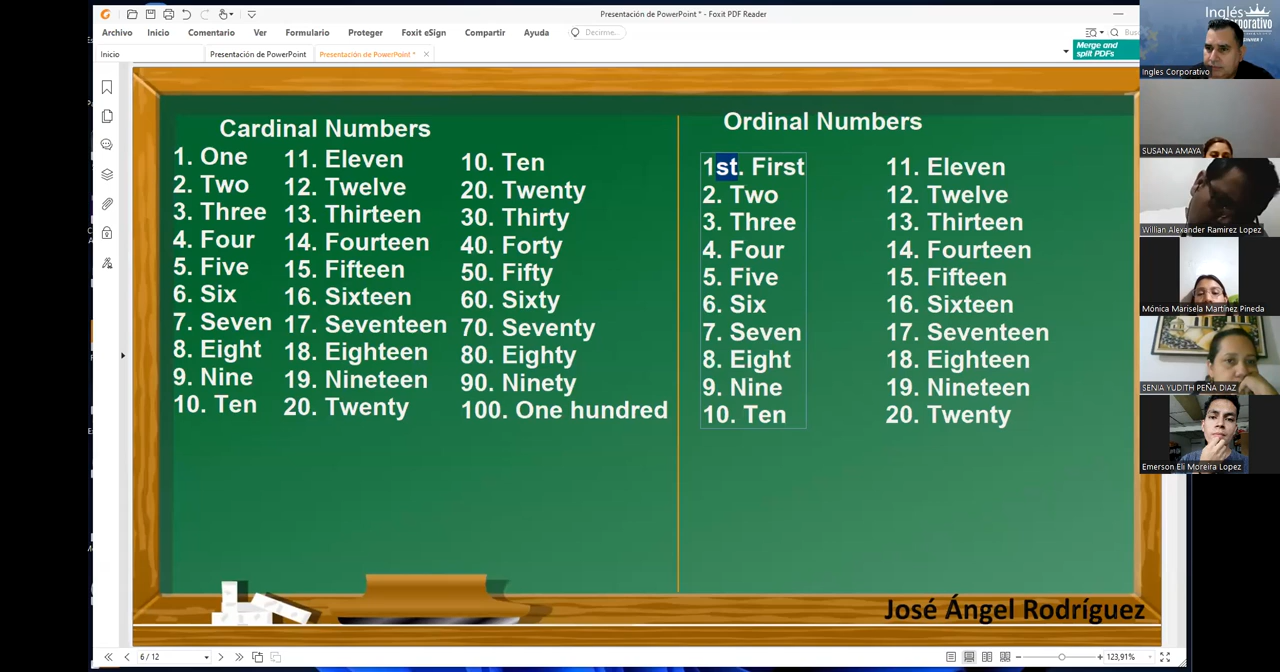 Presentación de PowerPoint * - Foxit PDF Reader
Archivo Inicio Comentario Ver Formulario Proteger Foxit eSign Compartir Ayuda Decirme...
Inicio Presentación de PowerPoint Presentación de PowerPoint *
Merge and
split PDFs
Cardinal Numbers
1. One
2. Two
3. Three
4. Four
5. Five
6. Six
7. Seven
8. Eight
9. Nine
10. Ten
11. Eleven
12. Twelve
13. Thirteen
14. Fourteen
15. Fifteen
16. Sixteen
17. Seventeen
18. Eighteen
19. Nineteen
20. Twenty
10. Ten
20. Twenty
30. Thirty
40. Forty
50. Fifty
60. Sixty
70. Seventy
80. Eighty
90. Ninety
100. One hundred
Ordinal Numbers
1st. First
2. Two
3. Three
4. Four
5. Five
6. Six
7. Seven
8. Eight
9. Nine
10. Ten
11. Eleven
12. Twelve
13. Thirteen
14. Fourteen
15. Fifteen
16. Sixteen
17. Seventeen
18. Eighteen
19. Nineteen
20. Twenty
José Ángel Rodríguez
6 / 12
123,91%
Inglés
Ingles Corporativo
SUSANA AMAYA
Willian Alexander Ramirez Lopez
Mónica Marisela Martinez Pineda
SENIA YUDITH PEÑA DIAZ
Emerson Eli Moreira Lopez